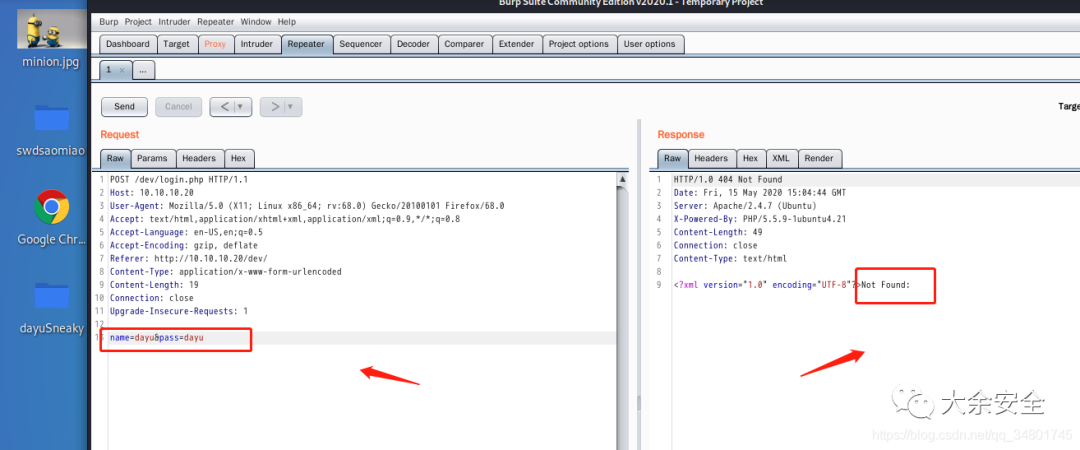 Burp Suite Community Edition v2020.1 - Temporary Project
minion.jpg
swdsaomiao
Google Chr...
dayuSneaky
Burp Project Intruder Repeater Window Help
Dashboard Target Proxy Intruder Repeater Sequencer Decoder Comparer Extender Project options User options
1 × ...
Send Cancel < ▼ > ▼
Targe
Request
Raw Params Headers Hex
1 POST /dev/login.php HTTP/1.1
2 Host: 10.10.10.20
3 User-Agent: Mozilla/5.0 (X11; Linux x86_64; rv:68.0) Gecko/20100101 Firefox/68.0
4 Accept: text/html,application/xhtml+xml,application/xml;q=0.9,*/*;q=0.8
5 Accept-Language: en-US,en;q=0.5
6 Accept-Encoding: gzip, deflate
7 Referer: http://10.10.10.20/dev/
8 Content-Type: application/x-www-form-urlencoded
9 Content-Length: 19
10 Connection: close
11 Upgrade-Insecure-Requests: 1
12
13 name=dayu&pass=dayu
Response
Raw Headers Hex XML Render
1 HTTP/1.0 404 Not Found
2 Date: Fri, 15 May 2020 15:04:44 GMT
3 Server: Apache/2.4.7 (Ubuntu)
4 X-Powered-By: PHP/5.5.9-1ubuntu4.21
5 Content-Length: 49
6 Connection: close
7 Content-Type: text/html
8
9 <?xml version="1.0" encoding="UTF-8"?>Not Found:
大余安全
https://blog.csdn.net/qq_34801745